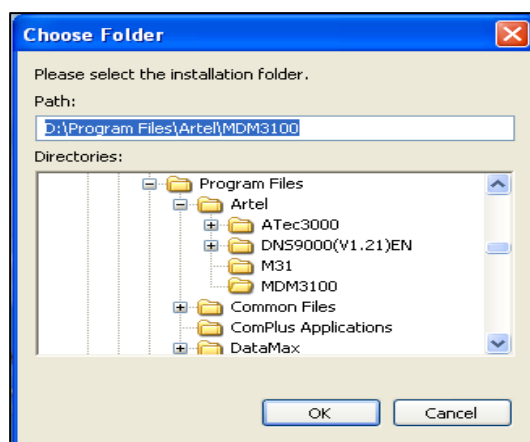 Choose Folder
Please select the installation folder.
Path:
D:\Program Files\Artel\MDM3100
Directories:
Program Files
Artel
ATec3000
DNS9000(V1.21)EN
M31
MDM3100
Common Files
ComPlus Applications
DataMax
OK Cancel